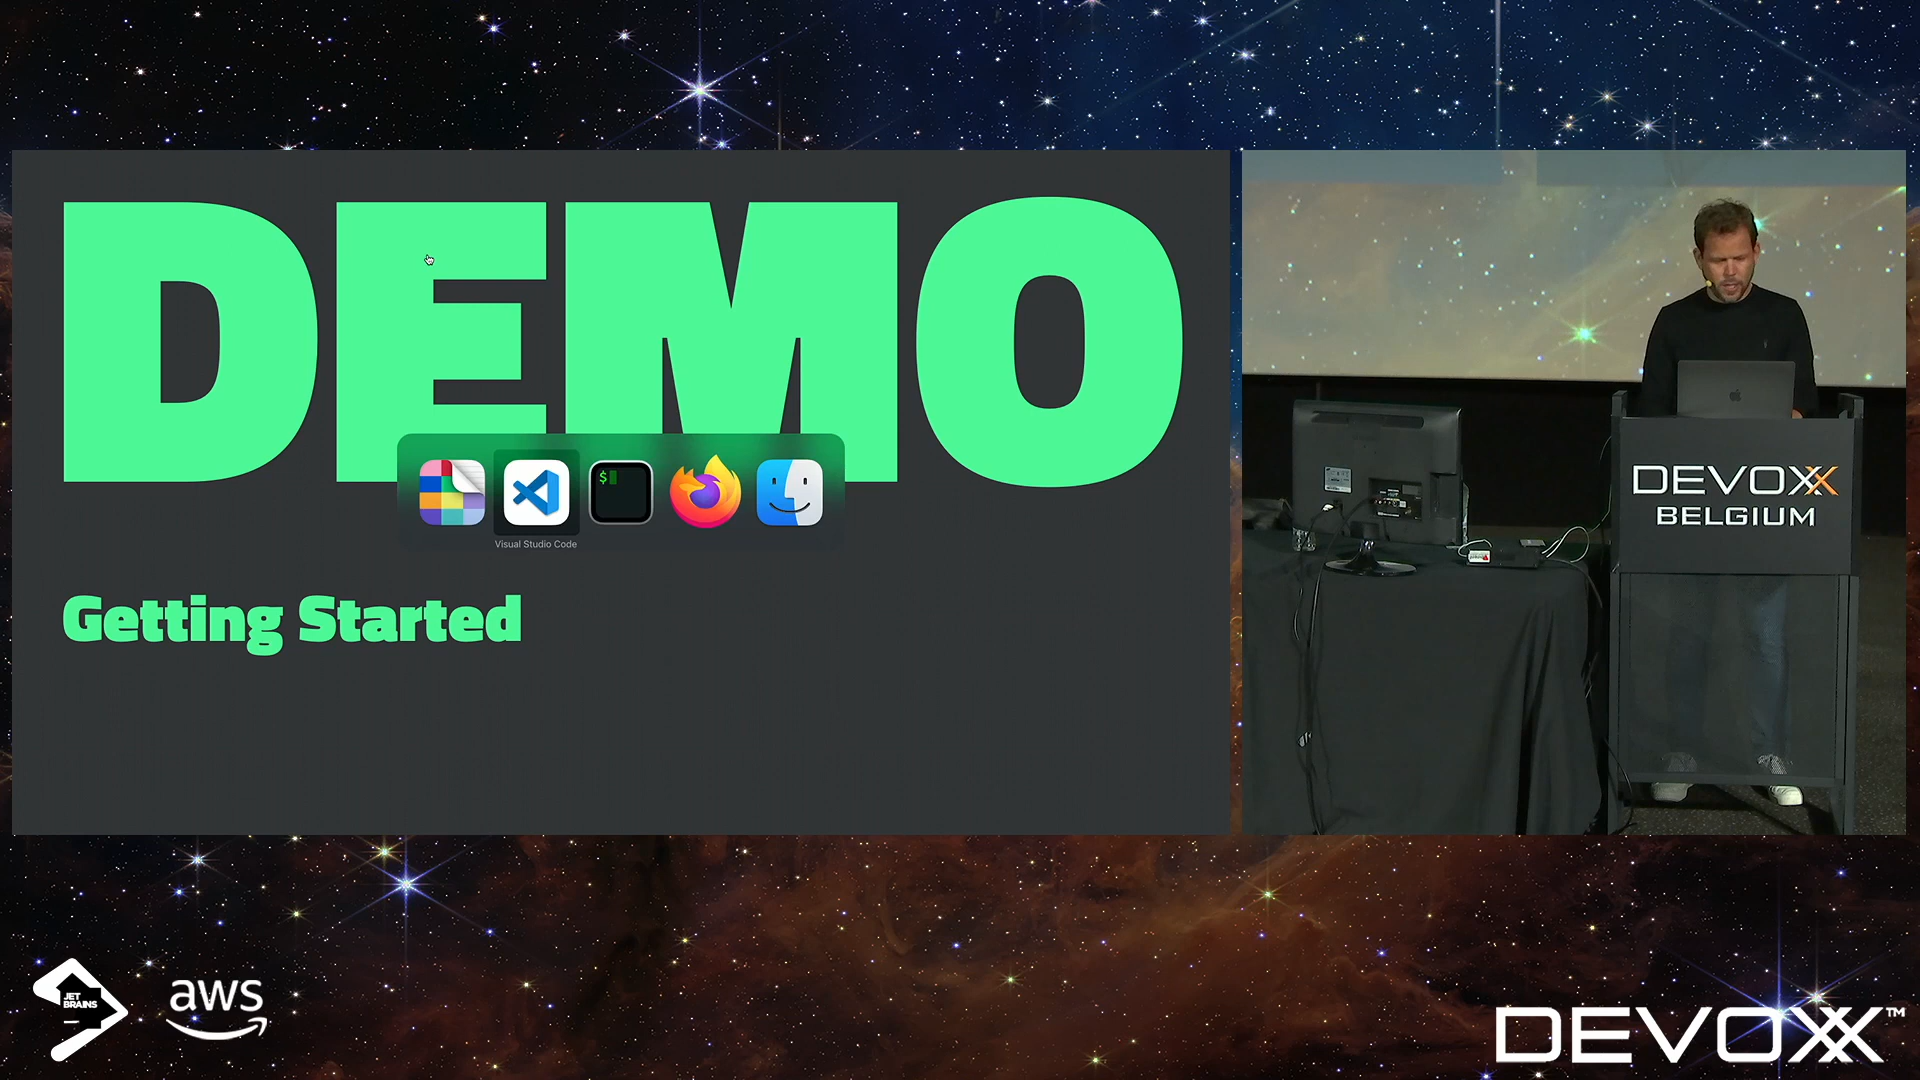 DEMO
$
Visual Studio Code
Getting Started
DEVOXX
BELGIUM
JET
BRAINS
aws
DEVOXX™